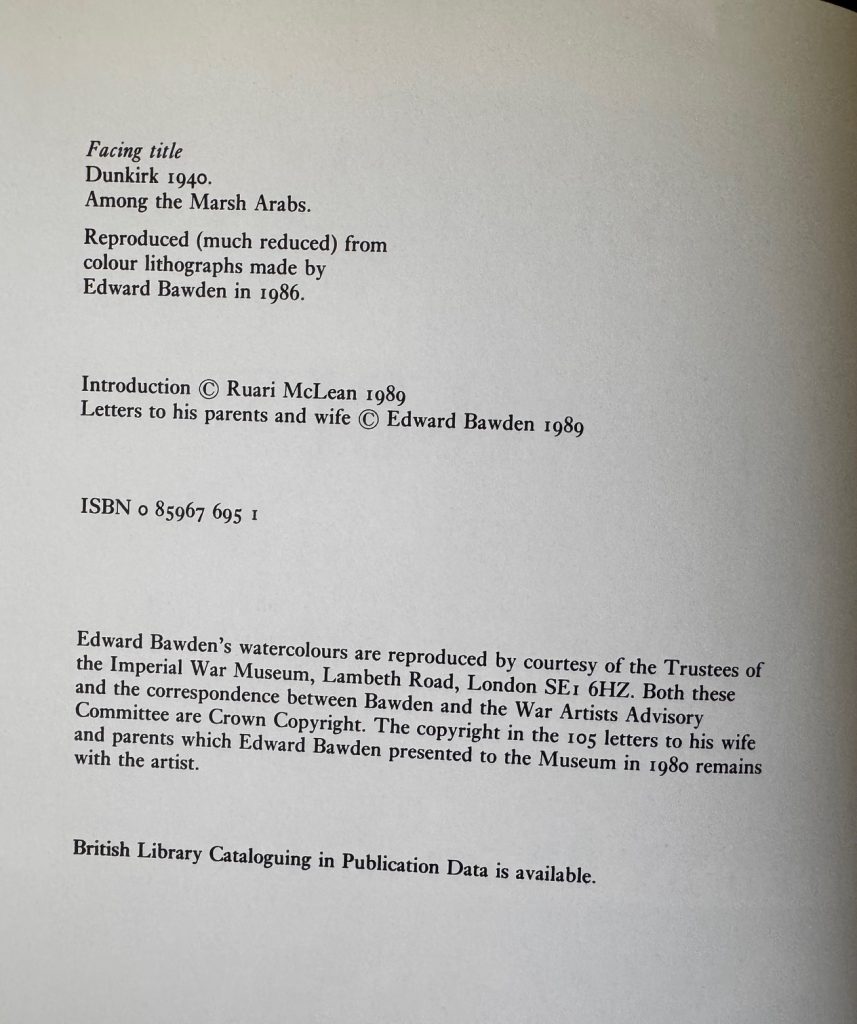 Facing title
Dunkirk 1940.
Among the Marsh Arabs.
Reproduced (much reduced) from
colour lithographs made by
Edward Bawden in 1986.
Introduction © Ruari McLean 1989
Letters to his parents and wife © Edward Bawden 1989
ISBN 0 85967 695 1
Edward Bawden's watercolours are reproduced by courtesy of the Trustees of
the Imperial War Museum, Lambeth Road, London SE1 6HZ. Both these
and the correspondence between Bawden and the War Artists Advisory
Committee are Crown Copyright. The copyright in the 105 letters to his wife
and parents which Edward Bawden presented to the Museum in 1980 remains
with the artist.
British Library Cataloguing in Publication Data is available.